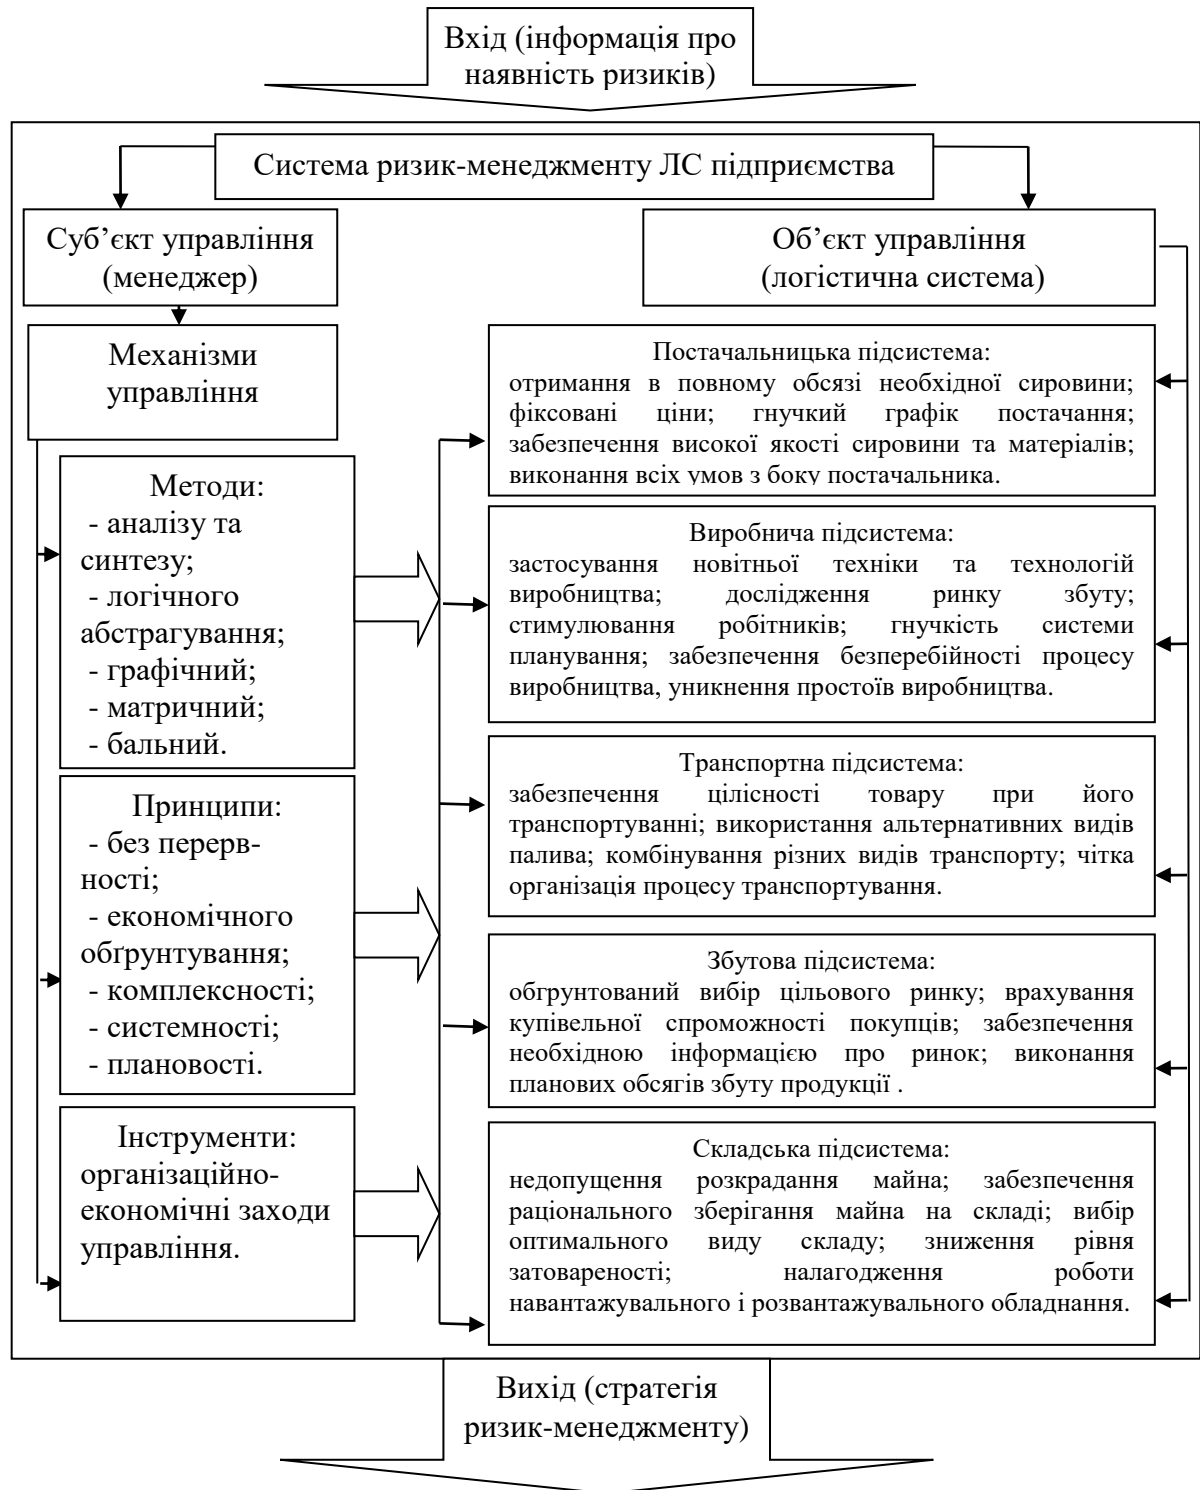 Вхід (інформація про
наявність ризиків)
Система ризик-менеджменту ЛС підприємства
Суб’єкт управління
(менеджер)
Об’єкт управління
(логістична система)
Механізми
управління
Методи:
- аналізу та
синтезу;
- логічного
абстрагування;
- графічний;
- матричний;
- бальний.
Принципи:
- без перерв-
ності;
- економічного
обґрунтування;
- комплексності;
- системності;
- плановості.
Інструменти:
організаційно-
економічні заходи
управління.
Постачальницька підсистема:
отримання в повному обсязі необхідної сировини;
фіксовані ціни; гнучкий графік постачання;
забезпечення високої якості сировини та матеріалів;
виконання всіх умов з боку постачальника.
Виробнича підсистема:
застосування новітньої техніки та технологій
виробництва; дослідження ринку збуту;
стимулювання робітників; гнучкість системи
планування; забезпечення безперебійності процесу
виробництва, уникнення простоїв виробництва.
Транспортна підсистема:
забезпечення цілісності товару при його
транспортуванні; використання альтернативних видів
палива; комбінування різних видів транспорту; чітка
організація процесу транспортування.
Збутова підсистема:
обгрунтований вибір цільового ринку; врахування
купівельної спроможності покупців; забезпечення
необхідною інформацією про ринок; виконання
планових обсягів збуту продукції .
Складська підсистема:
недопущення розкрадання майна; забезпечення
раціонального зберігання майна на складі; вибір
оптимального виду складу; зниження рівня
затовареності; налагодження роботи
навантажувального і розвантажувального обладнання.
Вихід (стратегія
ризик-менеджменту)